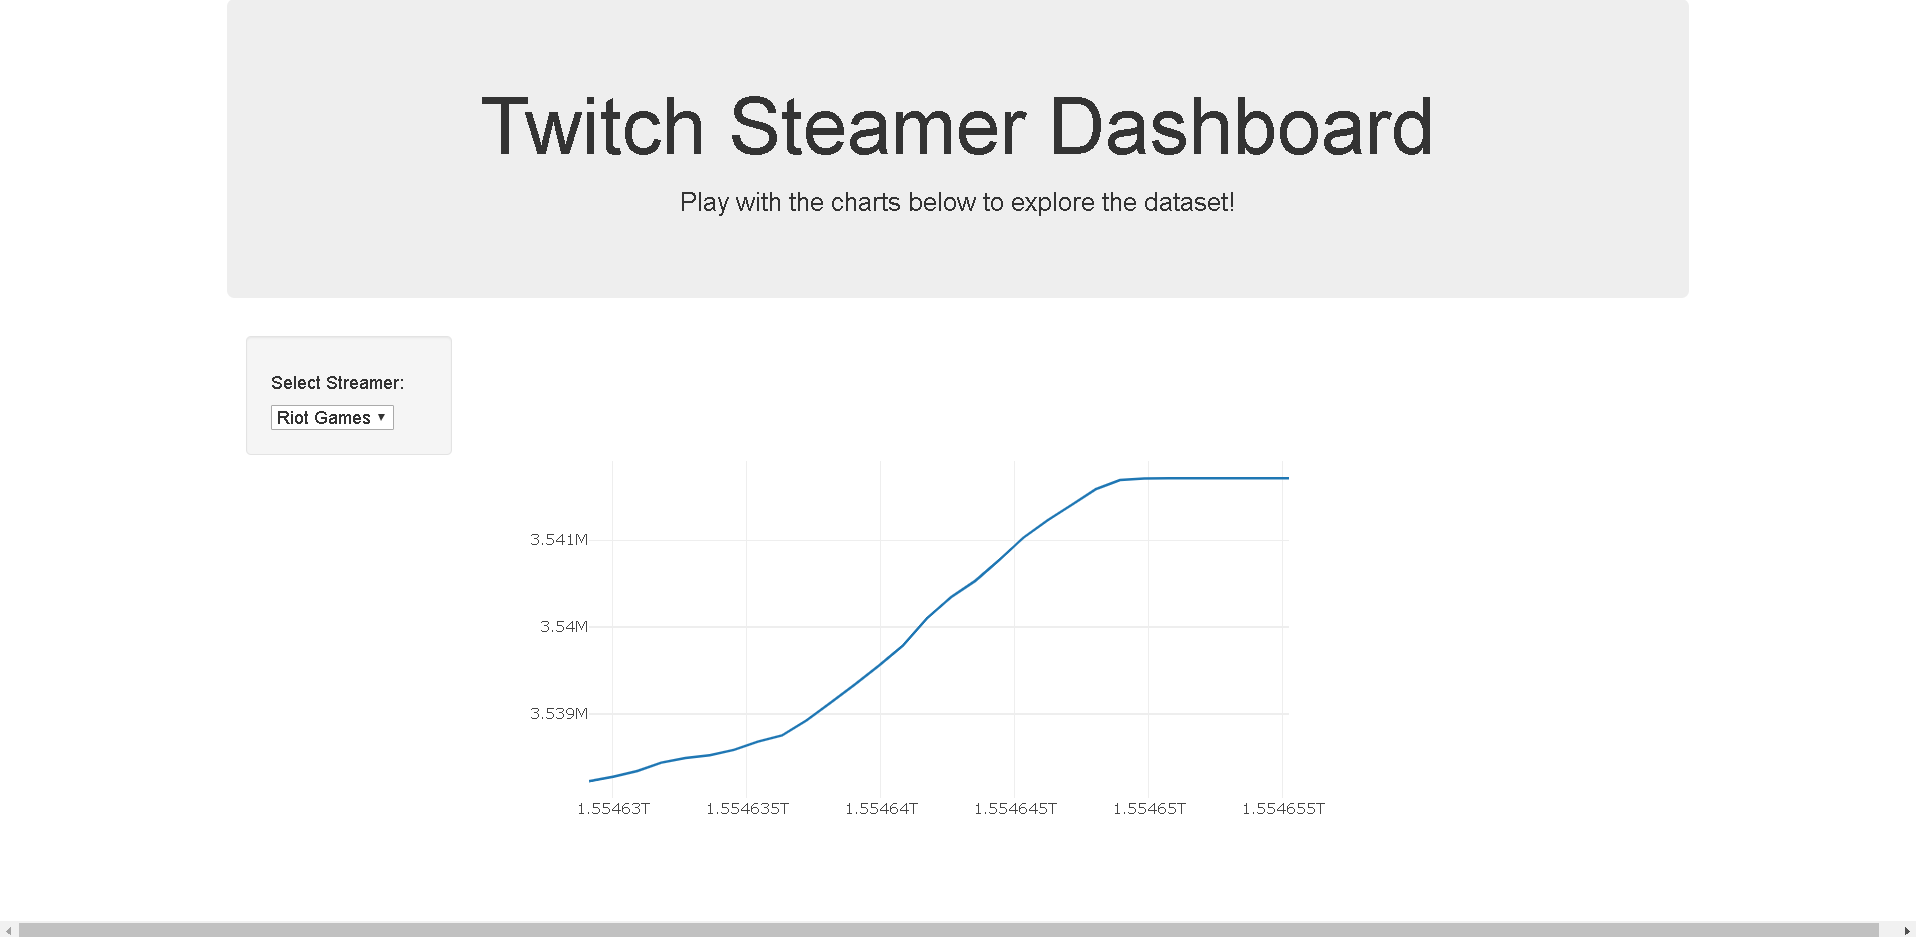 Twitch Steamer Dashboard
Play with the charts below to explore the dataset!
Select Streamer:
Riot Games
3.541M
3.54M
3.539M
1.55463T 1.554635T 1.55464T 1.554645T 1.55465T 1.554655T